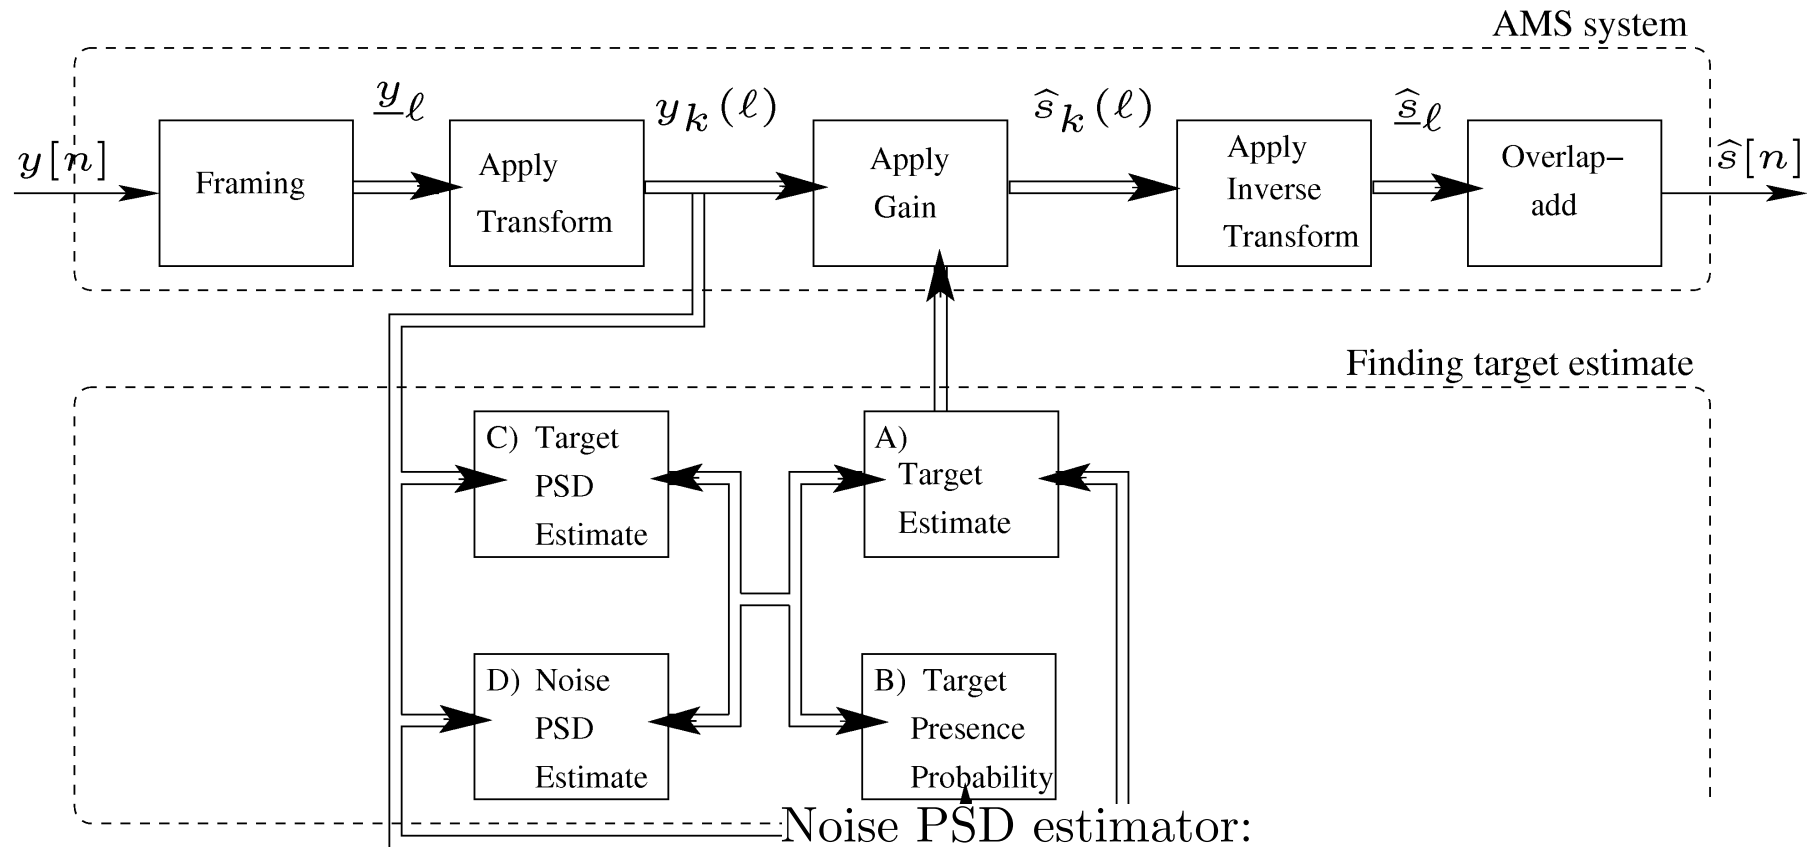 AMS system
y[n]
y_ℓ
y_k(ℓ)
ŝ_k(ℓ)
ŝ_ℓ
ŝ[n]
Framing
Apply
Transform
Apply
Gain
Apply
Inverse
Transform
Overlap–
add
Finding target estimate
C) Target
PSD
Estimate
A)
Target
Estimate
D) Noise
PSD
Estimate
B) Target
Presence
Probability
Noise PSD estimator: